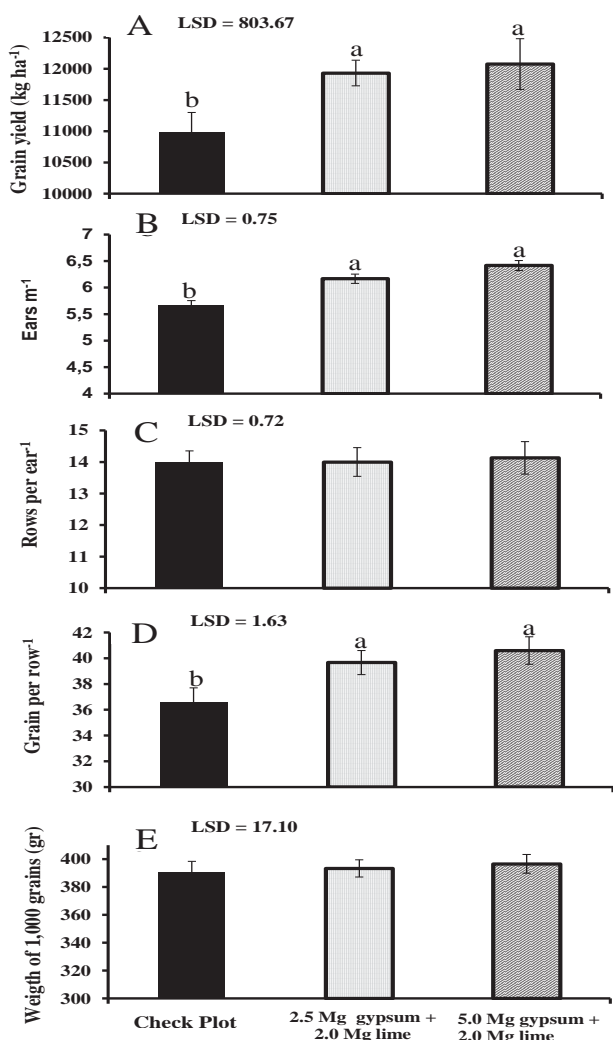 A LSD = 803.67
Grain yield (kg ha-1)
12500
12000
11500
11000
10500
10000
b
a
a
B LSD = 0.75
Ears m-1
7
6,5
6
5,5
5
4,5
4
b
a
a
C LSD = 0.72
Rows per ear-1
15
14
13
12
11
10
D LSD = 1.63
Grain per row-1
42
40
38
36
34
32
30
b
a
a
E LSD = 17.10
Weigth of 1,000 grains (gr)
400
380
360
340
320
300
Check Plot
2.5 Mg gypsum +
2.0 Mg lime
5.0 Mg gypsum +
2.0 Mg lime